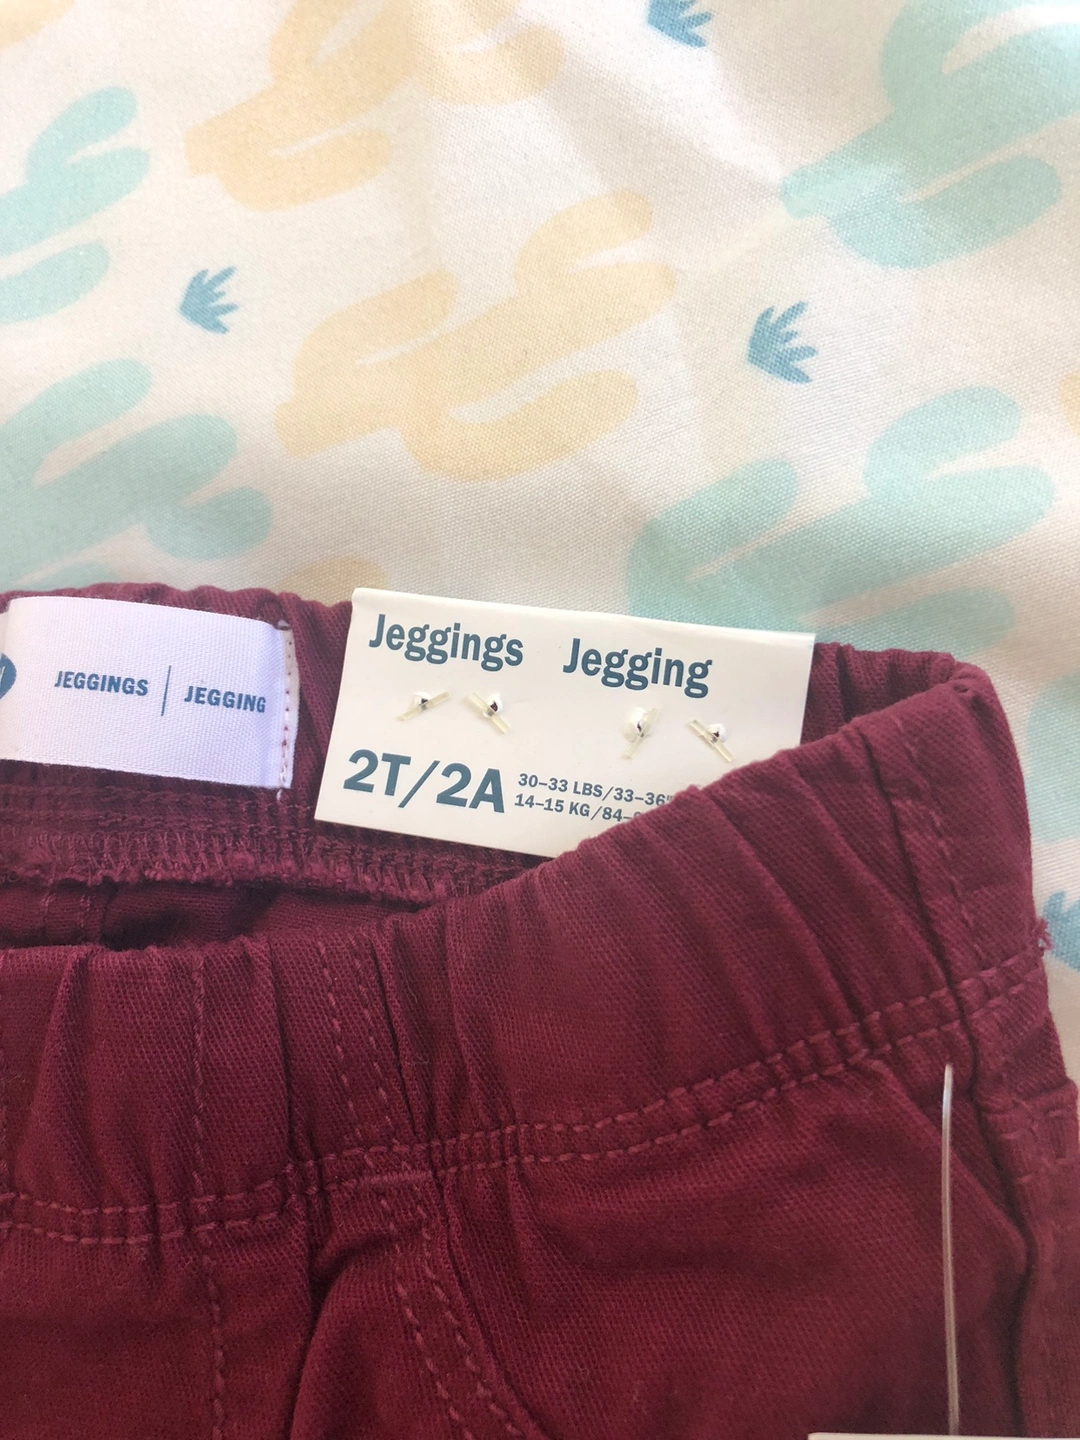 JEGGINGS | JEGGING
Jeggings Jegging
2T/2A
30–33 LBS/33–36"
14–15 KG/84–